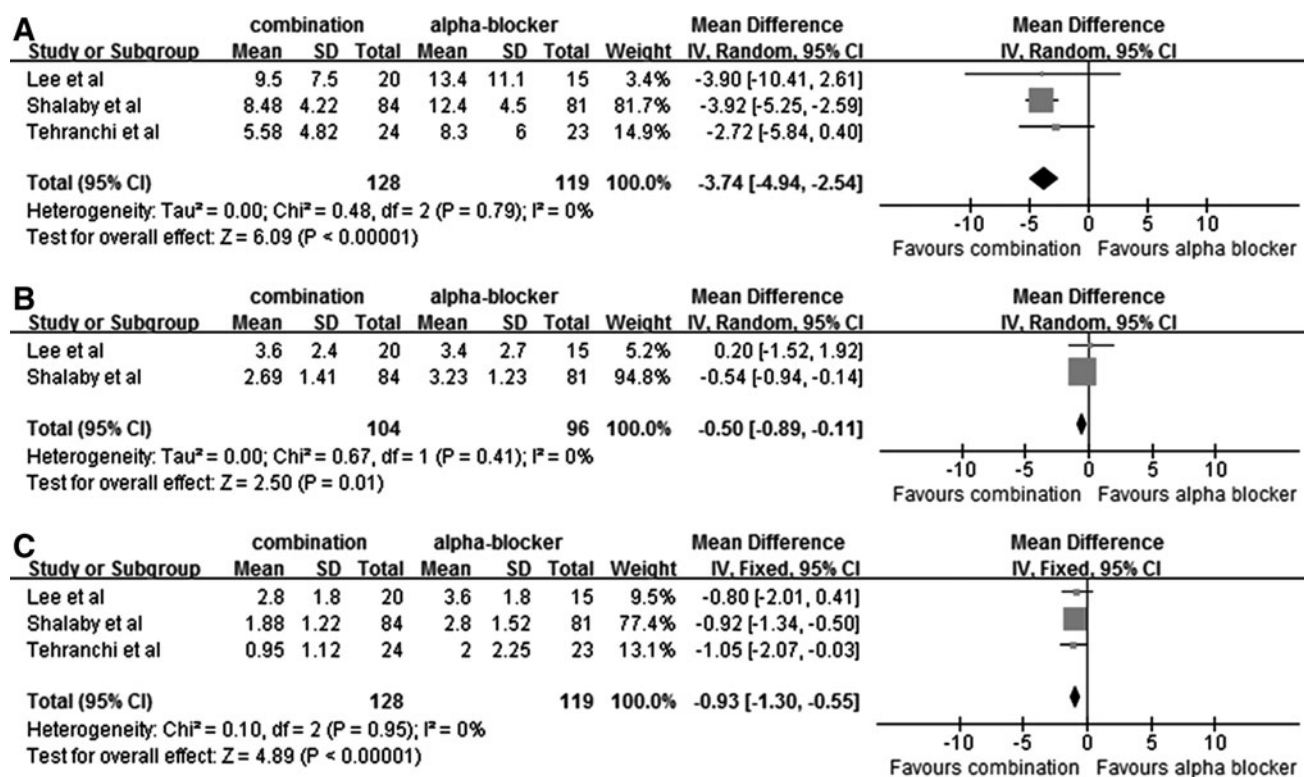 A combination alpha-blocker Mean Difference Mean Difference
Study or Subgroup Mean SD Total Mean SD Total Weight IV, Random, 95% CI IV, Random, 95% CI
Lee et al 9.5 7.5 20 13.4 11.1 15 3.4% -3.90 [-10.41, 2.61]
Shalaby et al 8.48 4.22 84 12.4 4.5 81 81.7% -3.92 [-5.25, -2.59]
Tehranchi et al 5.58 4.82 24 8.3 6 23 14.9% -2.72 [-5.84, 0.40]
Total (95% CI) 128 119 100.0% -3.74 [-4.94, -2.54]
Heterogeneity: Tau² = 0.00; Chi² = 0.48, df = 2 (P = 0.79); I² = 0%
Test for overall effect: Z = 6.09 (P < 0.00001)
-10 -5 0 5 10
Favours combination Favours alpha blocker
B combination alpha-blocker Mean Difference Mean Difference
Study or Subgroup Mean SD Total Mean SD Total Weight IV, Random, 95% CI IV, Random, 95% CI
Lee et al 3.6 2.4 20 3.4 2.7 15 5.2% 0.20 [-1.52, 1.92]
Shalaby et al 2.69 1.41 84 3.23 1.23 81 94.8% -0.54 [-0.94, -0.14]
Total (95% CI) 104 96 100.0% -0.50 [-0.89, -0.11]
Heterogeneity: Tau² = 0.00; Chi² = 0.67, df = 1 (P = 0.41); I² = 0%
Test for overall effect: Z = 2.50 (P = 0.01)
-10 -5 0 5 10
Favours combination Favours alpha blocker
C combination alpha-blocker Mean Difference Mean Difference
Study or Subgroup Mean SD Total Mean SD Total Weight IV, Fixed, 95% CI IV, Fixed, 95% CI
Lee et al 2.8 1.8 20 3.6 1.8 15 9.5% -0.80 [-2.01, 0.41]
Shalaby et al 1.88 1.22 84 2.8 1.52 81 77.4% -0.92 [-1.34, -0.50]
Tehranchi et al 0.95 1.12 24 2 2.25 23 13.1% -1.05 [-2.07, -0.03]
Total (95% CI) 128 119 100.0% -0.93 [-1.30, -0.55]
Heterogeneity: Chi² = 0.10, df = 2 (P = 0.95); I² = 0%
Test for overall effect: Z = 4.89 (P < 0.00001)
-10 -5 0 5 10
Favours combination Favours alpha blocker